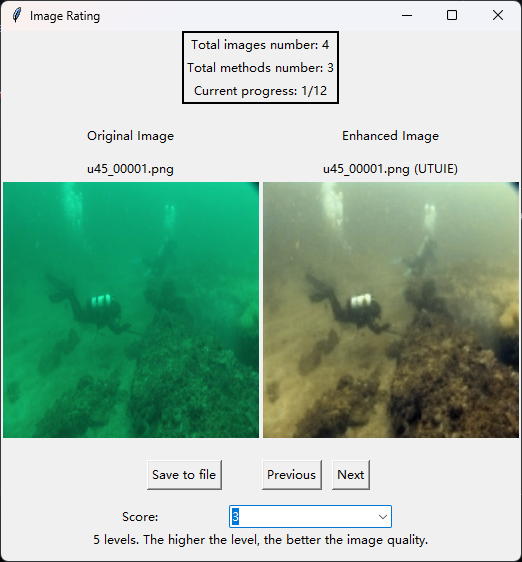 Image Rating
Total images number: 4
Total methods number: 3
Current progress: 1/12
Original Image
Enhanced Image
u45_00001.png
u45_00001.png (UTUIE)
Save to file
Previous
Next
Score:
3
5 levels. The higher the level, the better the image quality.